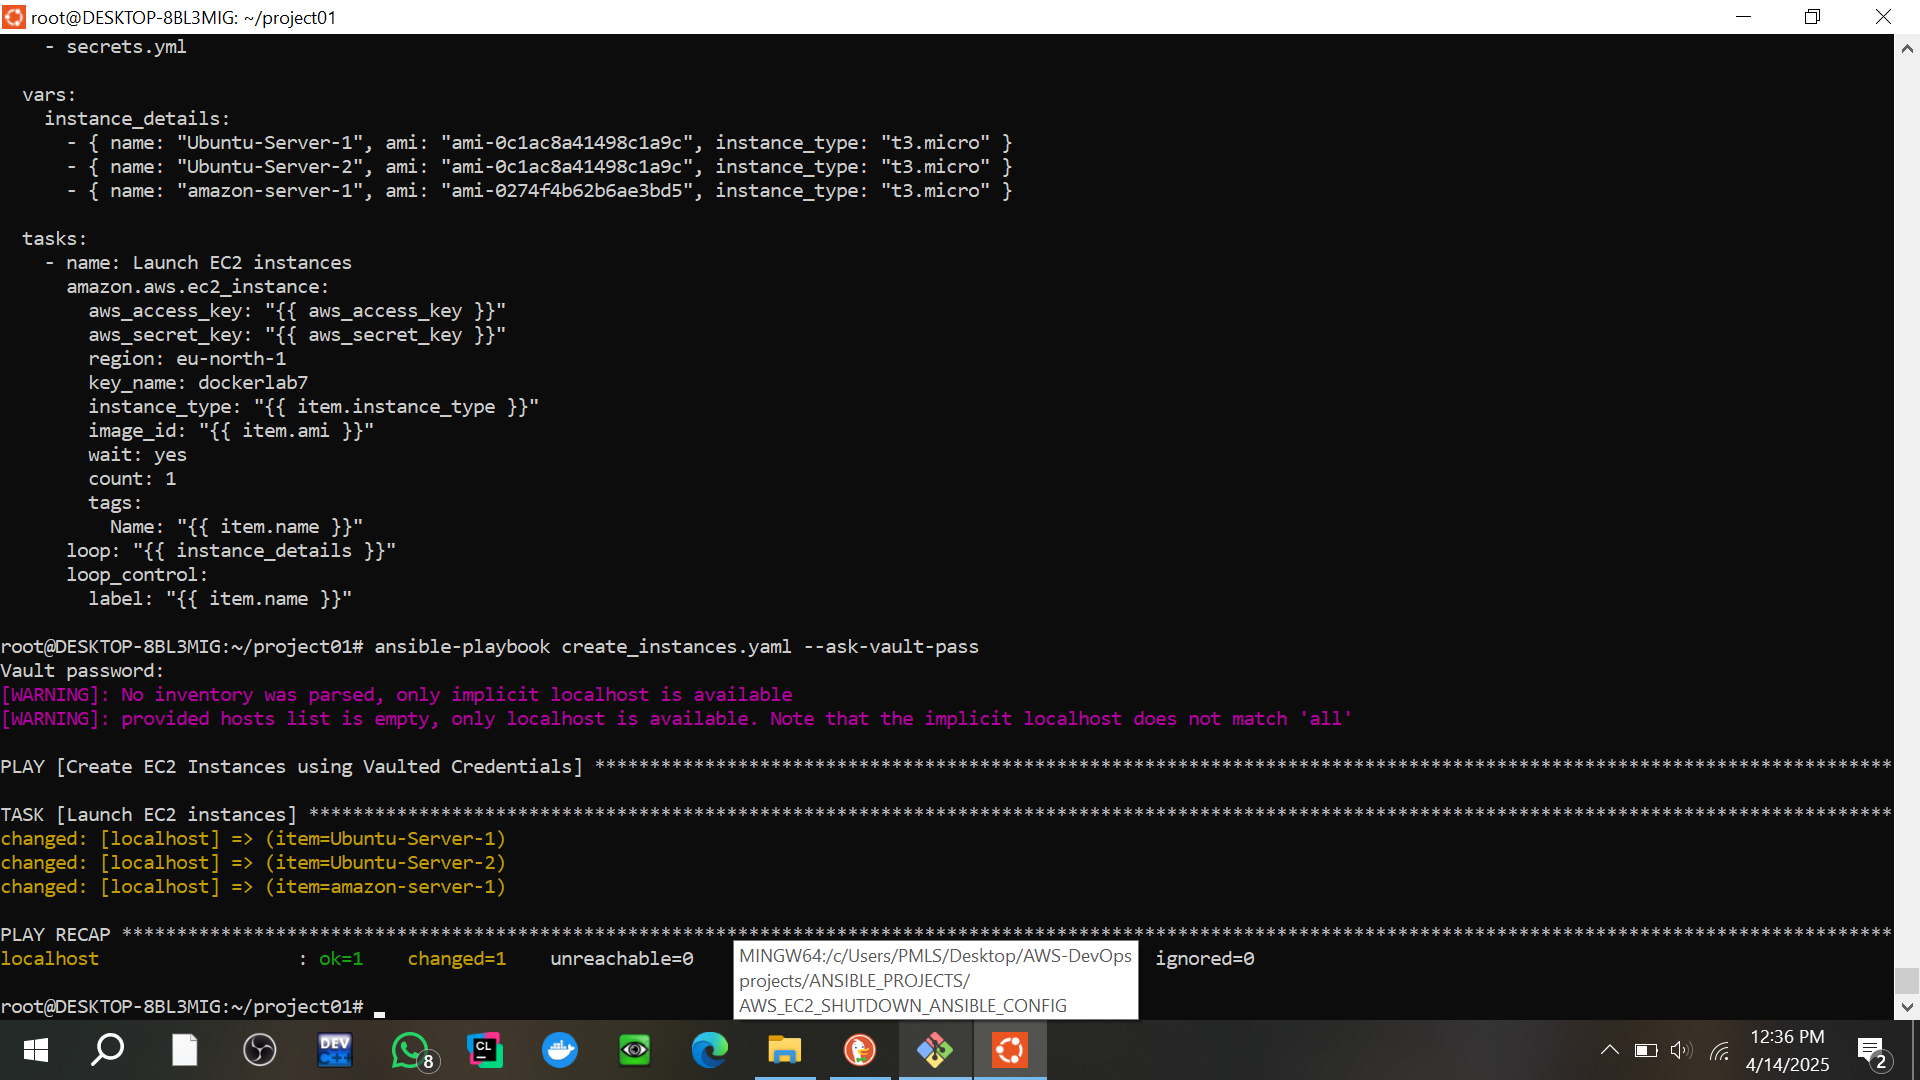 root@DESKTOP-8BL3MIG: ~/project01
    - secrets.yml

  vars:
    instance_details:
      - { name: "Ubuntu-Server-1", ami: "ami-0c1ac8a41498c1a9c", instance_type: "t3.micro" }
      - { name: "Ubuntu-Server-2", ami: "ami-0c1ac8a41498c1a9c", instance_type: "t3.micro" }
      - { name: "amazon-server-1", ami: "ami-0274f4b62b6ae3bd5", instance_type: "t3.micro" }

  tasks:
    - name: Launch EC2 instances
      amazon.aws.ec2_instance:
        aws_access_key: "{{ aws_access_key }}"
        aws_secret_key: "{{ aws_secret_key }}"
        region: eu-north-1
        key_name: dockerlab7
        instance_type: "{{ item.instance_type }}"
        image_id: "{{ item.ami }}"
        wait: yes
        count: 1
        tags:
          Name: "{{ item.name }}"
      loop: "{{ instance_details }}"
      loop_control:
        label: "{{ item.name }}"

root@DESKTOP-8BL3MIG:~/project01# ansible-playbook create_instances.yaml --ask-vault-pass
Vault password:
[WARNING]: No inventory was parsed, only implicit localhost is available
[WARNING]: provided hosts list is empty, only localhost is available. Note that the implicit localhost does not match 'all'

PLAY [Create EC2 Instances using Vaulted Credentials] **********************************************************************************************************************

TASK [Launch EC2 instances] ************************************************************************************************************************************************
changed: [localhost] => (item=Ubuntu-Server-1)
changed: [localhost] => (item=Ubuntu-Server-2)
changed: [localhost] => (item=amazon-server-1)

PLAY RECAP *****************************************************************************************************************************************************************
localhost                  : ok=1    changed=1    unreachable=0    ignored=0
MINGW64:/c/Users/PMLS/Desktop/AWS-DevOps
projects/ANSIBLE_PROJECTS/
AWS_EC2_SHUTDOWN_ANSIBLE_CONFIG

root@DESKTOP-8BL3MIG:~/project01#
DEV
C++
8
CL
12:36 PM
4/14/2025
2